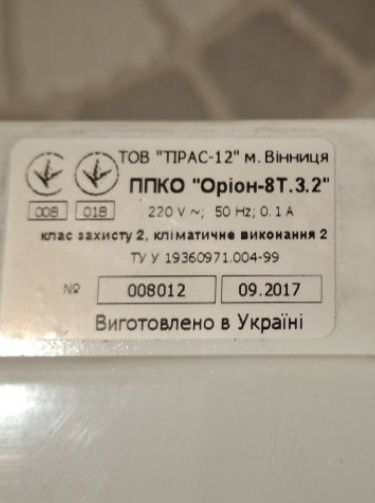 ТОВ "ТІРАС-12" м. Вінниця
ППКО "Оріон-8Т.3.2"
008 018 220 V ~; 50 Hz; 0.1 А
клас захисту 2, кліматичне виконання 2
ТУ У 19360971.004-99
№ 008012 09.2017
Виготовлено в Україні